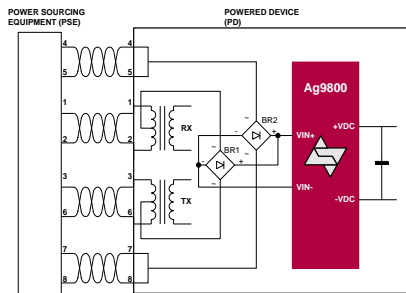 POWER SOURCING
EQUIPMENT (PSE)
POWERED DEVICE
(PD)
4 4
5 5
1 1
2 2
RX
3 3
6 6
TX
7 7
8 8
~
BR2
- +
~
~
BR1
- +
~
Ag9800
VIN+
VIN-
+VDC
-VDC